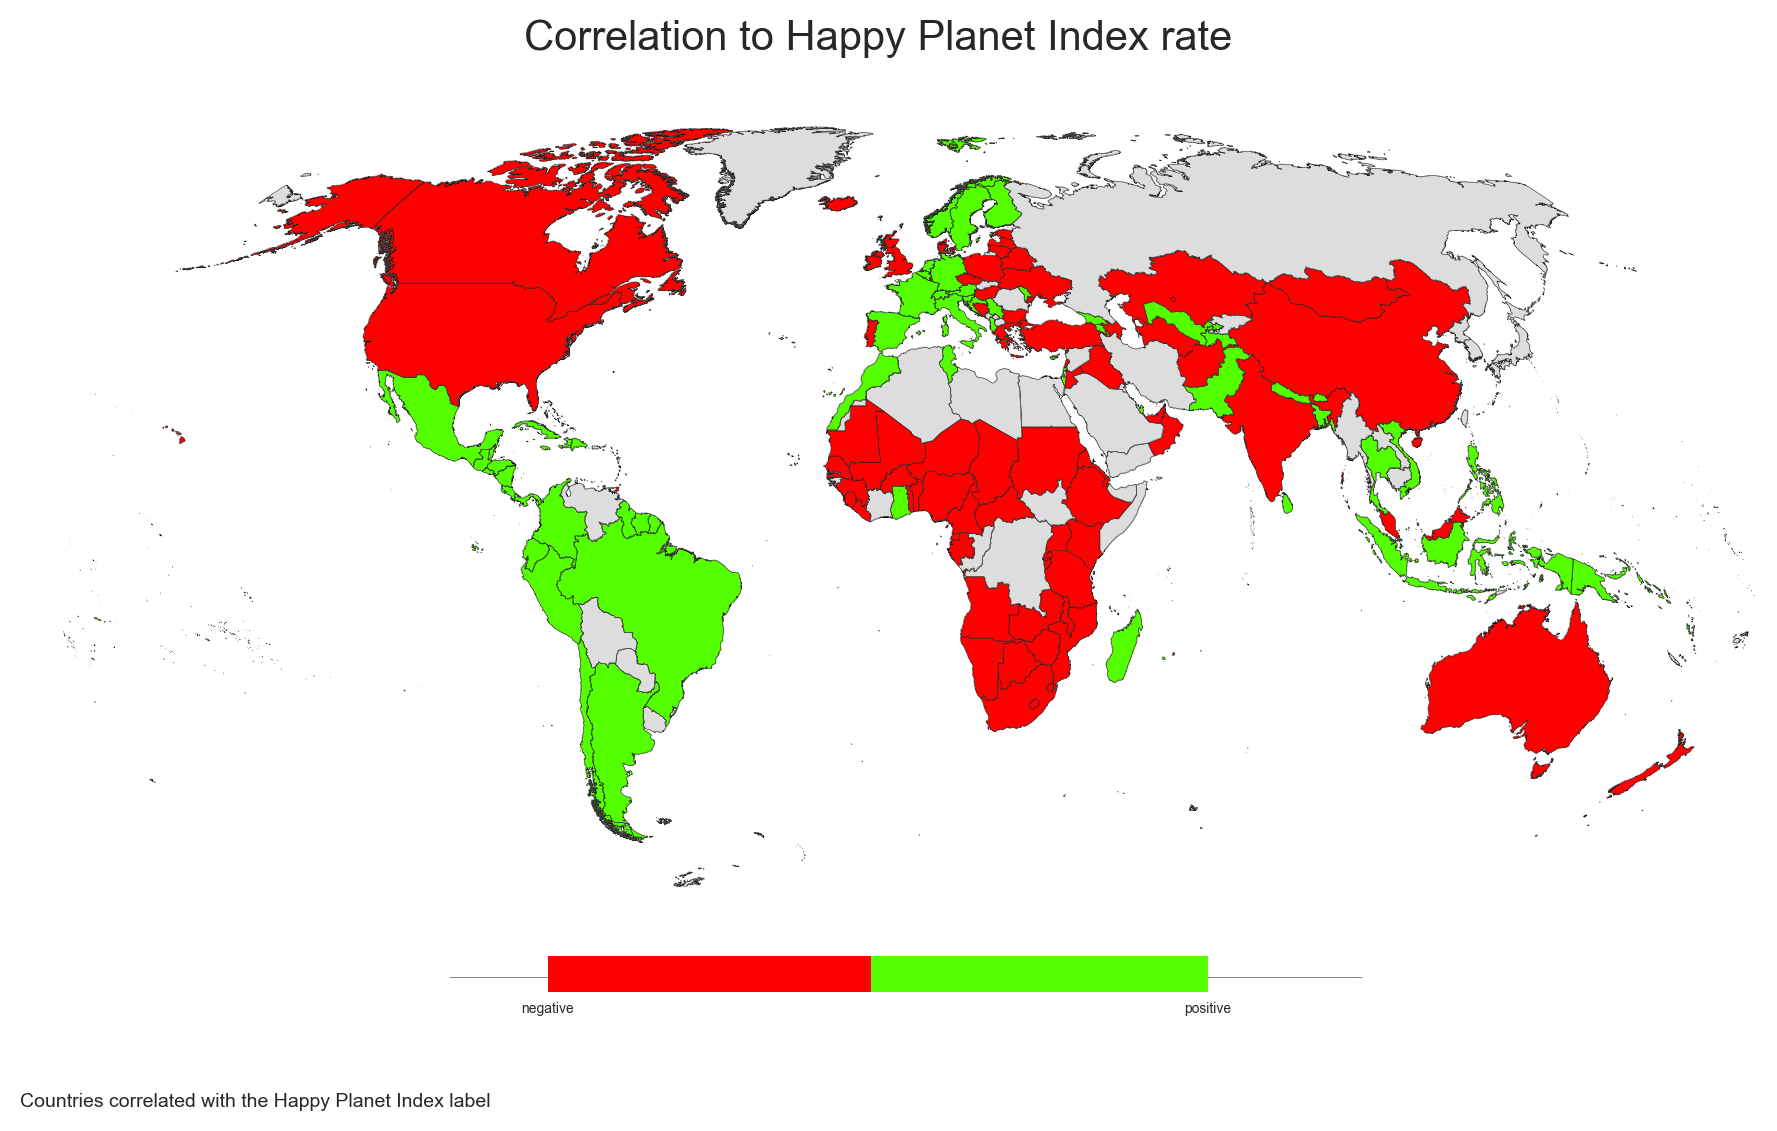 Correlation to Happy Planet Index rate
negative
positive
Countries correlated with the Happy Planet Index label